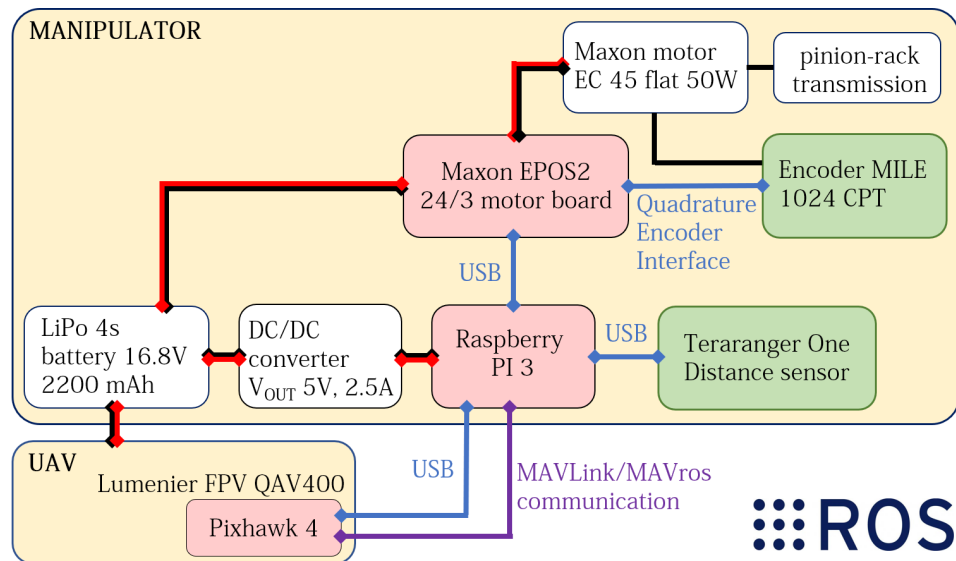 MANIPULATOR
Maxon motor
EC 45 flat 50W
pinion-rack
transmission
Maxon EPOS2
24/3 motor board
Encoder MILE
1024 CPT
Quadrature
Encoder
Interface
USB
LiPo 4s
battery 16.8V
2200 mAh
DC/DC
converter
VOUT 5V, 2.5A
Raspberry
PI 3
USB
Teraranger One
Distance sensor
UAV
Lumenier FPV QAV400
Pixhawk 4
USB
MAVLink/MAVros
communication
ROS